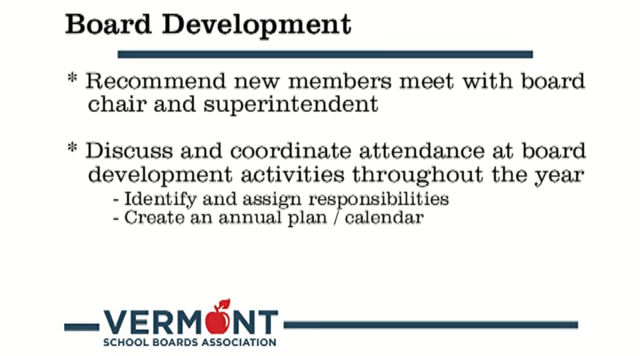 Board Development
* Recommend new members meet with board
chair and superintendent
* Discuss and coordinate attendance at board
development activities throughout the year
- Identify and assign responsibilities
- Create an annual plan / calendar
VERMONT
SCHOOL BOARDS ASSOCIATION